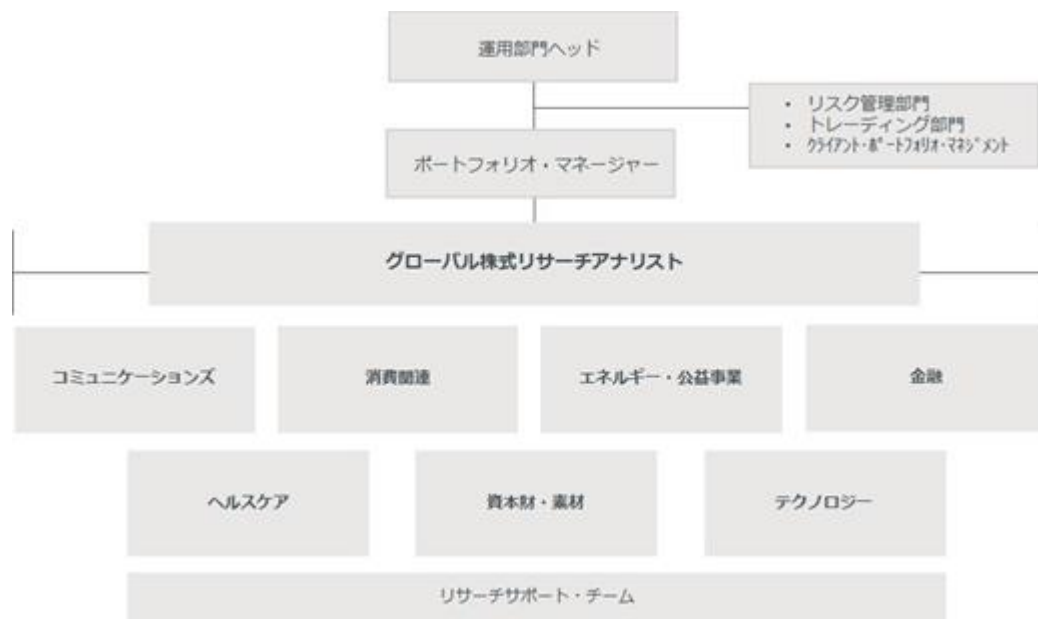 運用部門ヘッド
• リスク管理部門
• トレーディング部門
• ｸﾗｲｱﾝﾄ･ﾎﾟｰﾄﾌｫﾘｵ･ﾏﾈｼﾞﾒﾝﾄ
ポートフォリオ・マネージャー
グローバル株式リサーチアナリスト
コミュニケーションズ
消費関連
エネルギー・公益事業
金融
ヘルスケア
資本財・素材
テクノロジー
リサーチサポート・チーム